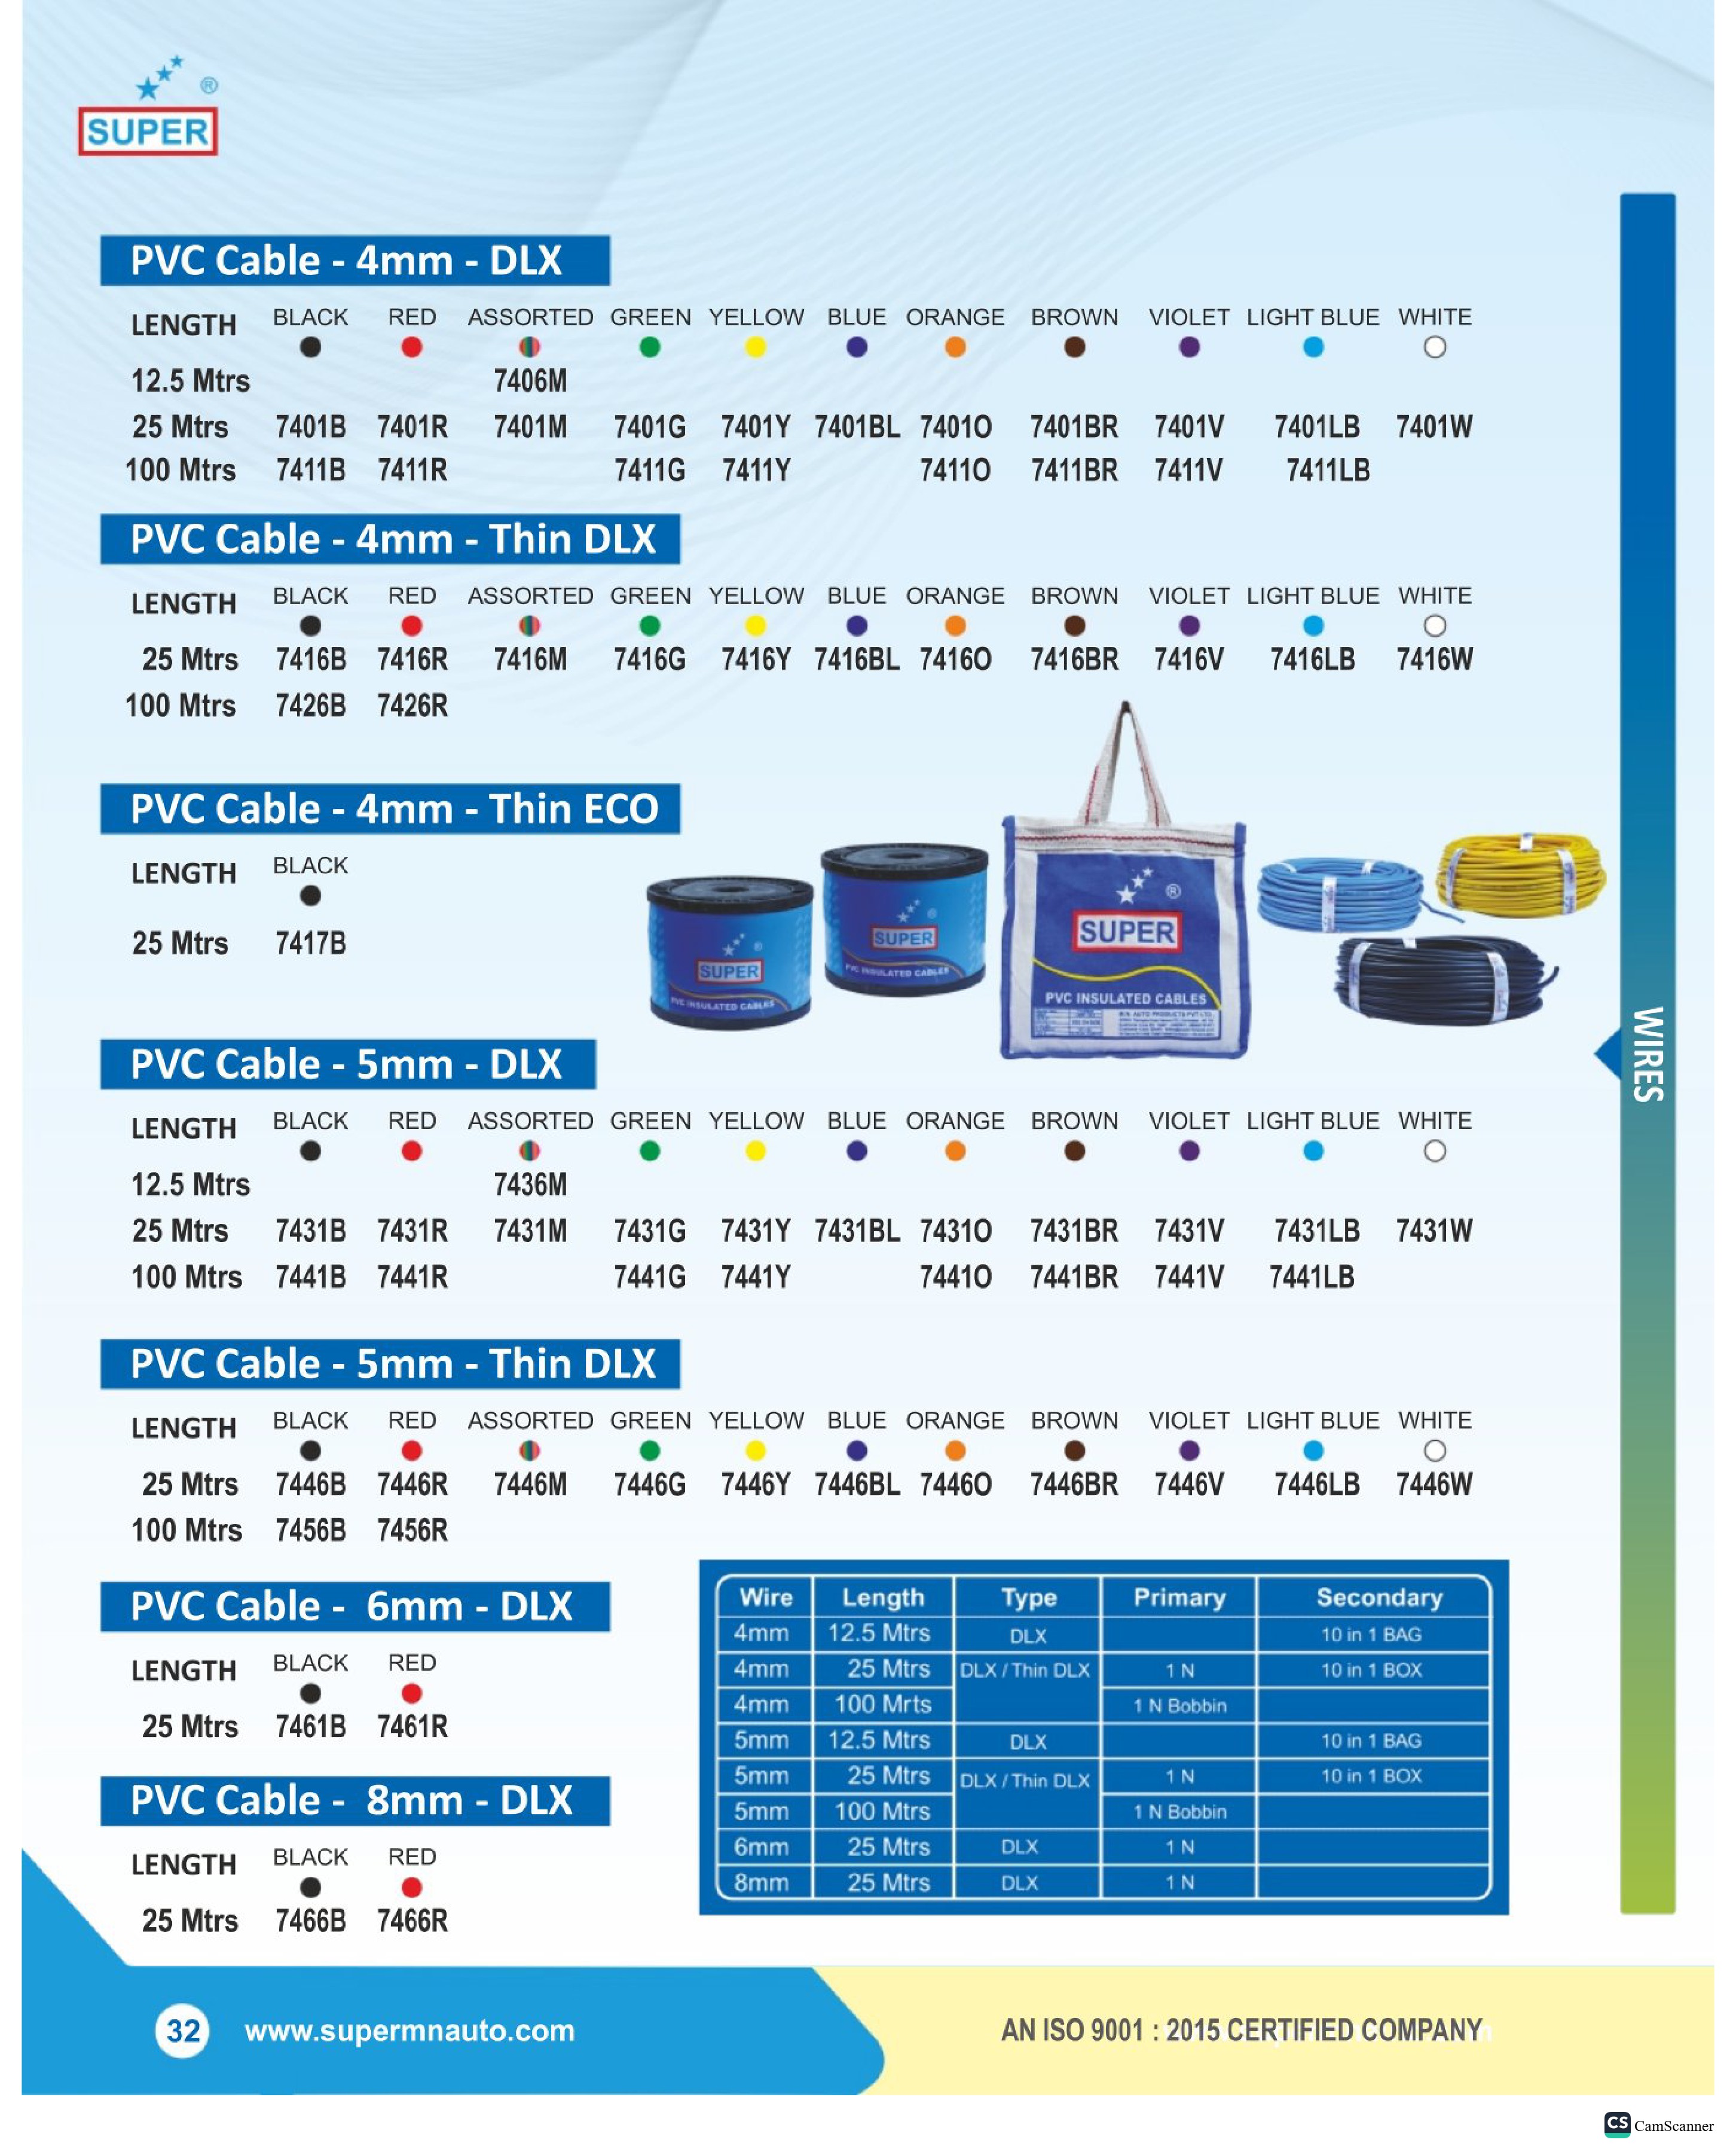 ®
SUPER
PVC Cable - 4mm - DLX
LENGTH BLACK RED ASSORTED GREEN YELLOW BLUE ORANGE BROWN VIOLET LIGHT BLUE WHITE
12.5 Mtrs 7406M
25 Mtrs 7401B 7401R 7401M 7401G 7401Y 7401BL 7401O 7401BR 7401V 7401LB 7401W
100 Mtrs 7411B 7411R 7411G 7411Y 7411O 7411BR 7411V 7411LB
PVC Cable - 4mm - Thin DLX
LENGTH BLACK RED ASSORTED GREEN YELLOW BLUE ORANGE BROWN VIOLET LIGHT BLUE WHITE
25 Mtrs 7416B 7416R 7416M 7416G 7416Y 7416BL 7416O 7416BR 7416V 7416LB 7416W
100 Mtrs 7426B 7426R
PVC Cable - 4mm - Thin ECO
LENGTH BLACK
25 Mtrs 7417B
SUPER
PVC INSULATED CABLES
SUPER
PVC INSULATED CABLES
®
SUPER
PVC INSULATED CABLES
WIRES
PVC Cable - 5mm - DLX
LENGTH BLACK RED ASSORTED GREEN YELLOW BLUE ORANGE BROWN VIOLET LIGHT BLUE WHITE
12.5 Mtrs 7436M
25 Mtrs 7431B 7431R 7431M 7431G 7431Y 7431BL 7431O 7431BR 7431V 7431LB 7431W
100 Mtrs 7441B 7441R 7441G 7441Y 7441O 7441BR 7441V 7441LB
PVC Cable - 5mm - Thin DLX
LENGTH BLACK RED ASSORTED GREEN YELLOW BLUE ORANGE BROWN VIOLET LIGHT BLUE WHITE
25 Mtrs 7446B 7446R 7446M 7446G 7446Y 7446BL 7446O 7446BR 7446V 7446LB 7446W
100 Mtrs 7456B 7456R
PVC Cable - 6mm - DLX
LENGTH BLACK RED
25 Mtrs 7461B 7461R
PVC Cable - 8mm - DLX
LENGTH BLACK RED
25 Mtrs 7466B 7466R
Wire Length Type Primary Secondary
4mm 12.5 Mtrs DLX 10 in 1 BAG
4mm 25 Mtrs DLX / Thin DLX 1 N 10 in 1 BOX
4mm 100 Mrts 1 N Bobbin
5mm 12.5 Mtrs DLX 10 in 1 BAG
5mm 25 Mtrs DLX / Thin DLX 1 N 10 in 1 BOX
5mm 100 Mtrs 1 N Bobbin
6mm 25 Mtrs DLX 1 N
8mm 25 Mtrs DLX 1 N
32 www.supermnauto.com
AN ISO 9001 : 2015 CERTIFIED COMPANY
CS CamScanner